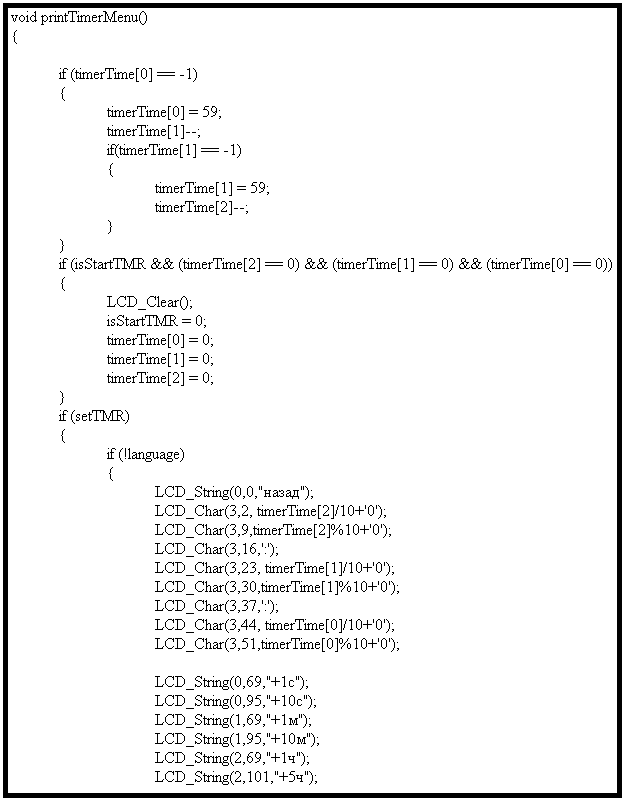 void printTimerMenu()
{
if (timerTime[0] == -1)
{
timerTime[0] = 59;
timerTime[1]--;
if(timerTime[1] == -1)
{
timerTime[1] = 59;
timerTime[2]--;
}
}
if (isStartTMR && (timerTime[2] == 0) && (timerTime[1] == 0) && (timerTime[0] == 0))
{
LCD_Clear();
isStartTMR = 0;
timerTime[0] = 0;
timerTime[1] = 0;
timerTime[2] = 0;
}
if (setTMR)
{
if (!language)
{
LCD_String(0,0,"назад");
LCD_Char(3,2, timerTime[2]/10+'0');
LCD_Char(3,9,timerTime[2]%10+'0');
LCD_Char(3,16,':');
LCD_Char(3,23, timerTime[1]/10+'0');
LCD_Char(3,30,timerTime[1]%10+'0');
LCD_Char(3,37,':');
LCD_Char(3,44, timerTime[0]/10+'0');
LCD_Char(3,51,timerTime[0]%10+'0');
LCD_String(0,69,"+1с");
LCD_String(0,95,"+10с");
LCD_String(1,69,"+1м");
LCD_String(1,95,"+10м");
LCD_String(2,69,"+1ч");
LCD_String(2,101,"+5ч");